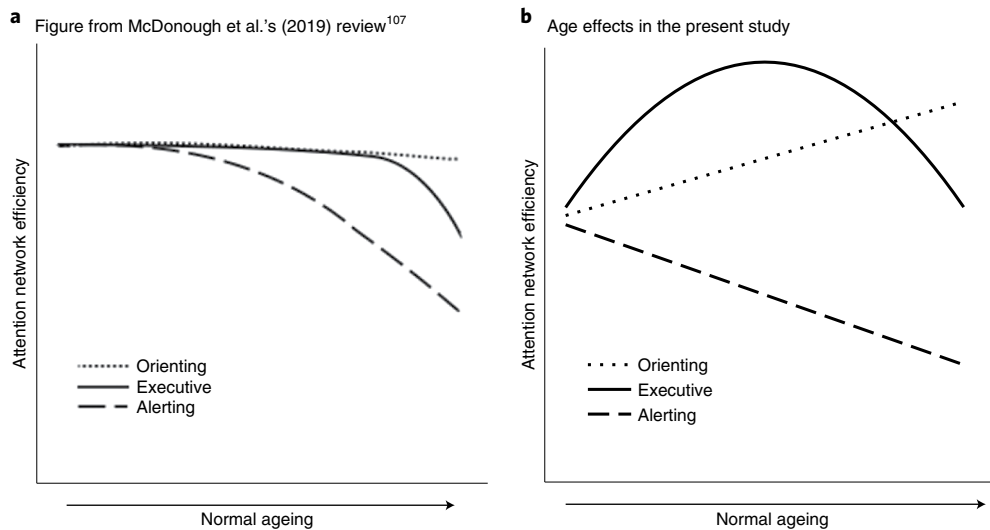 a Figure from McDonough et al.'s (2019) review107
Attention network efficiency
Orienting
Executive
Alerting
Normal ageing
b Age effects in the present study
Attention network efficiency
Orienting
Executive
Alerting
Normal ageing